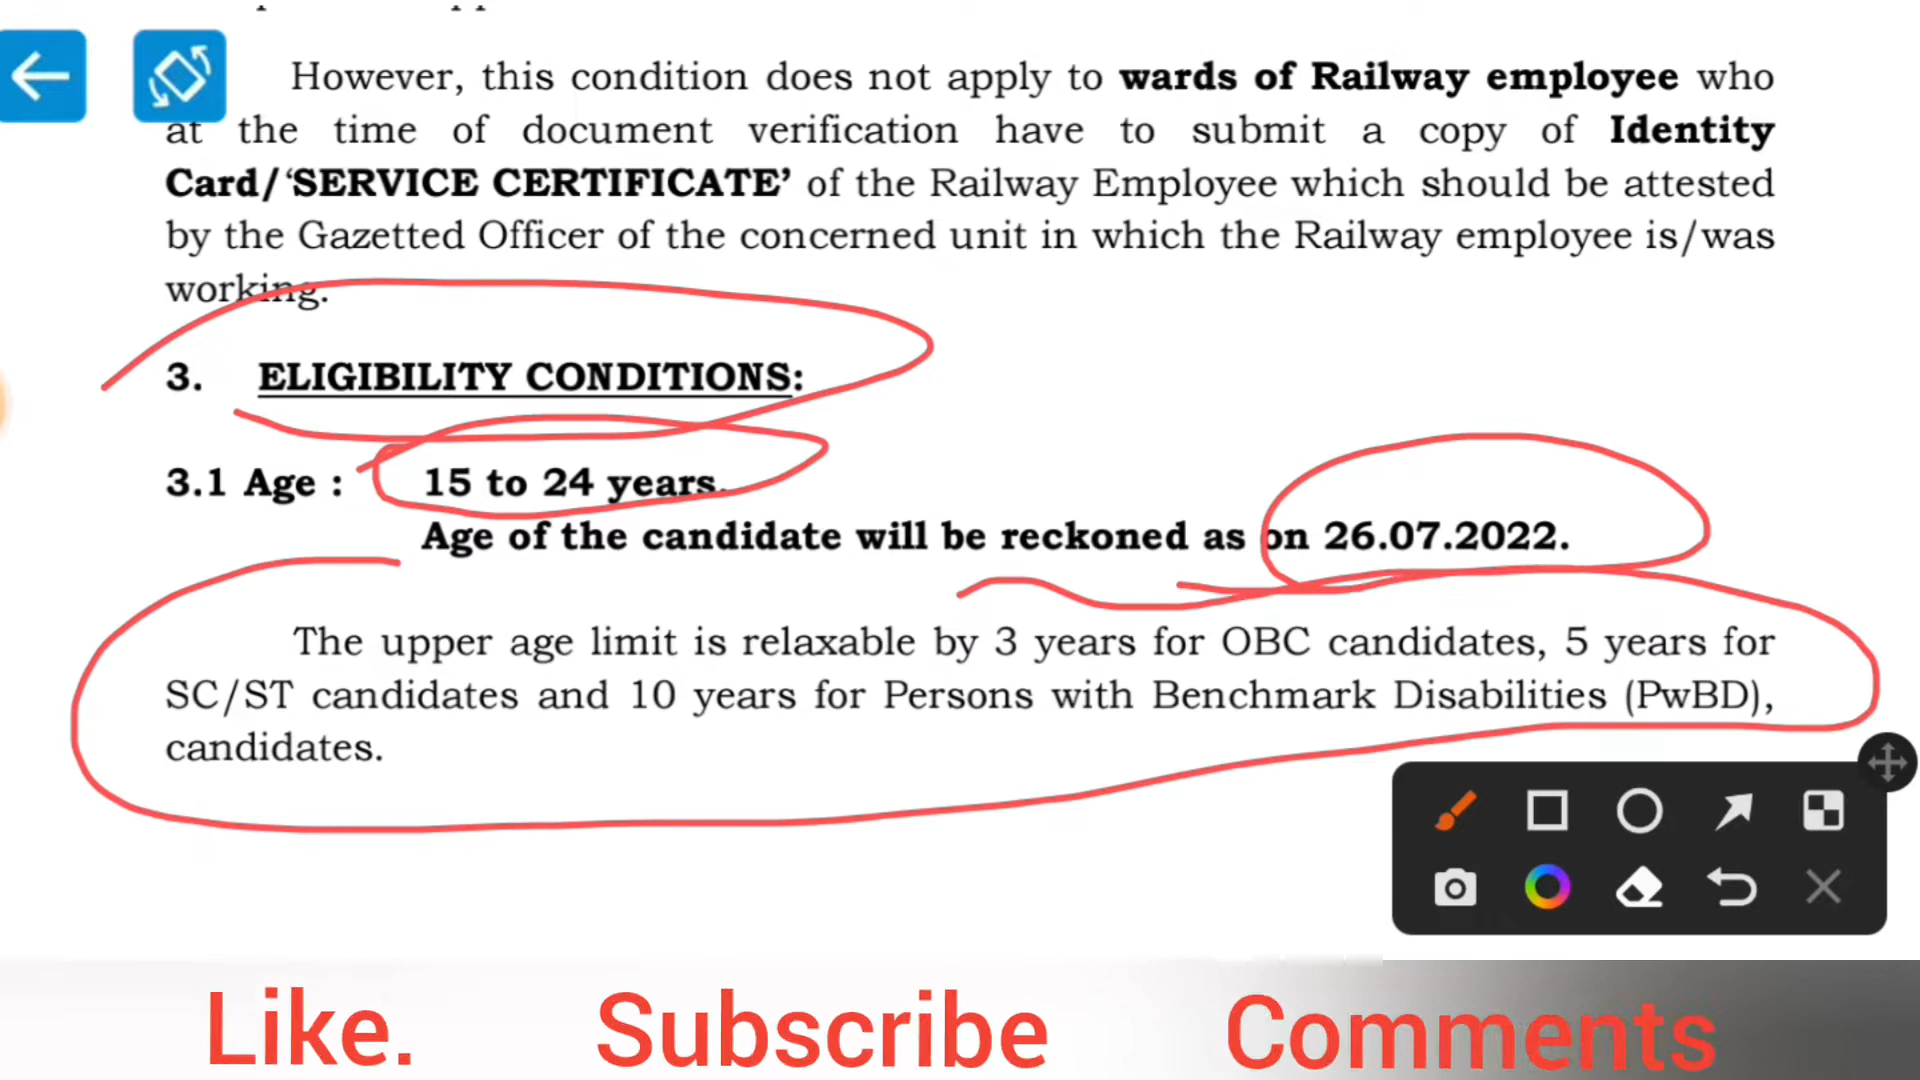 However, this condition does not apply to wards of Railway employee who
at the time of document verification have to submit a copy of Identity
Card/‘SERVICE CERTIFICATE’ of the Railway Employee which should be attested
by the Gazetted Officer of the concerned unit in which the Railway employee is/was
working.
3. ELIGIBILITY CONDITIONS:
3.1 Age : 15 to 24 years.
Age of the candidate will be reckoned as on 26.07.2022.
The upper age limit is relaxable by 3 years for OBC candidates, 5 years for
SC/ST candidates and 10 years for Persons with Benchmark Disabilities (PwBD),
candidates.
Like. Subscribe Comments